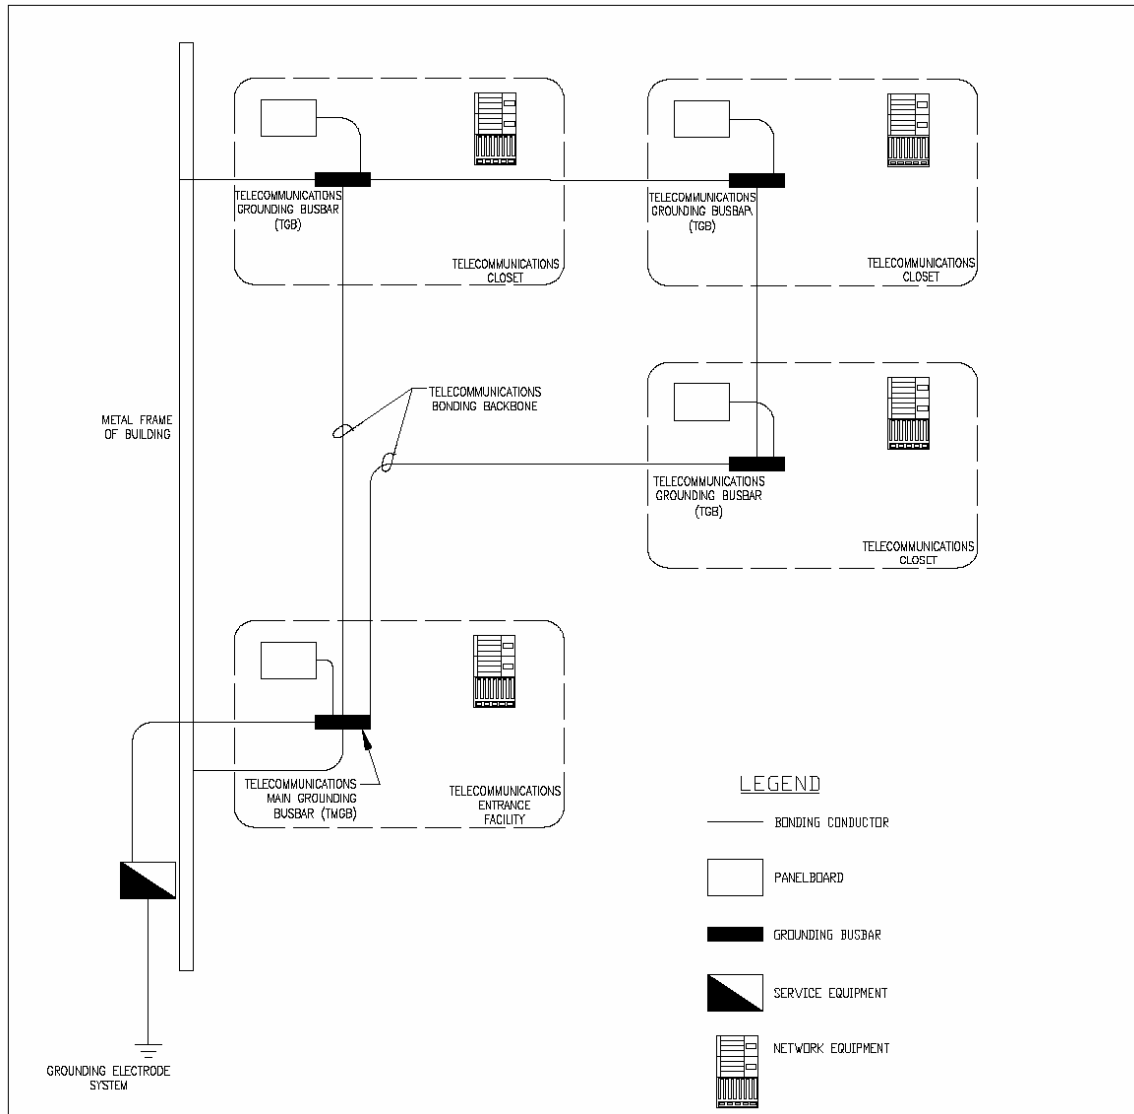 TELECOMMUNICATIONS
GROUNDING BUSBAR
(TGB)
TELECOMMUNICATIONS
CLOSET
TELECOMMUNICATIONS
GROUNDING BUSBAR
(TGB)
TELECOMMUNICATIONS
CLOSET
METAL FRAME
OF BUILDING
TELECOMMUNICATIONS
BONDING BACKBONE
TELECOMMUNICATIONS
GROUNDING BUSBAR
(TGB)
TELECOMMUNICATIONS
CLOSET
TELECOMMUNICATIONS
MAIN GROUNDING
BUSBAR (TMGB)
TELECOMMUNICATIONS
ENTRANCE
FACILITY
GROUNDING ELECTRODE
SYSTEM
LEGEND
BONDING CONDUCTOR
PANELBOARD
GROUNDING BUSBAR
SERVICE EQUIPMENT
NETWORK EQUIPMENT